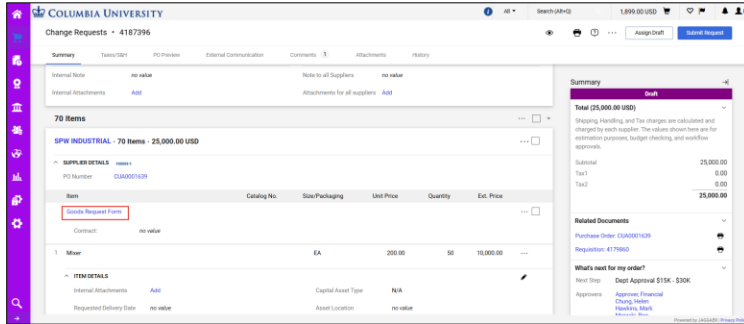 COLUMBIA UNIVERSITY
All
Search (Alt+Q)
1,899.00 USD
Change Requests • 4187396
Assign Draft
Submit Request
Summary
Taxes/S&H
PO Preview
External Communication
Comments 1
Attachments
History
Internal Note
no value
Note to all Suppliers
no value
Internal Attachments
Add
Attachments for all suppliers
Add
70 Items
SPW INDUSTRIAL · 70 Items · 25,000.00 USD
SUPPLIER DETAILS
PO Number
CUA0001639
Item
Catalog No.
Size/Packaging
Unit Price
Quantity
Ext. Price
Goods Request Form
Contract:
no value
1 Mixer
EA
200.00
50
10,000.00
ITEM DETAILS
Internal Attachments
Add
Capital Asset Type
N/A
Requested Delivery Date
no value
Asset Location
no value
Summary
Draft
Total (25,000.00 USD)
Shipping, Handling, and Tax charges are calculated and
charged by each supplier. The values shown here are for
estimation purposes, budget checking, and workflow
approvals.
Subtotal
25,000.00
Tax1
0.00
Tax2
0.00
25,000.00
Related Documents
Purchase Order: CUA0001639
Requisition: 4179860
What's next for my order?
Next Step
Dept Approval $15K - $30K
Approvers
Approver, Financial
Chung, Helen
Hawkins, Mark
Powered by JAGGAER | Privacy Policy